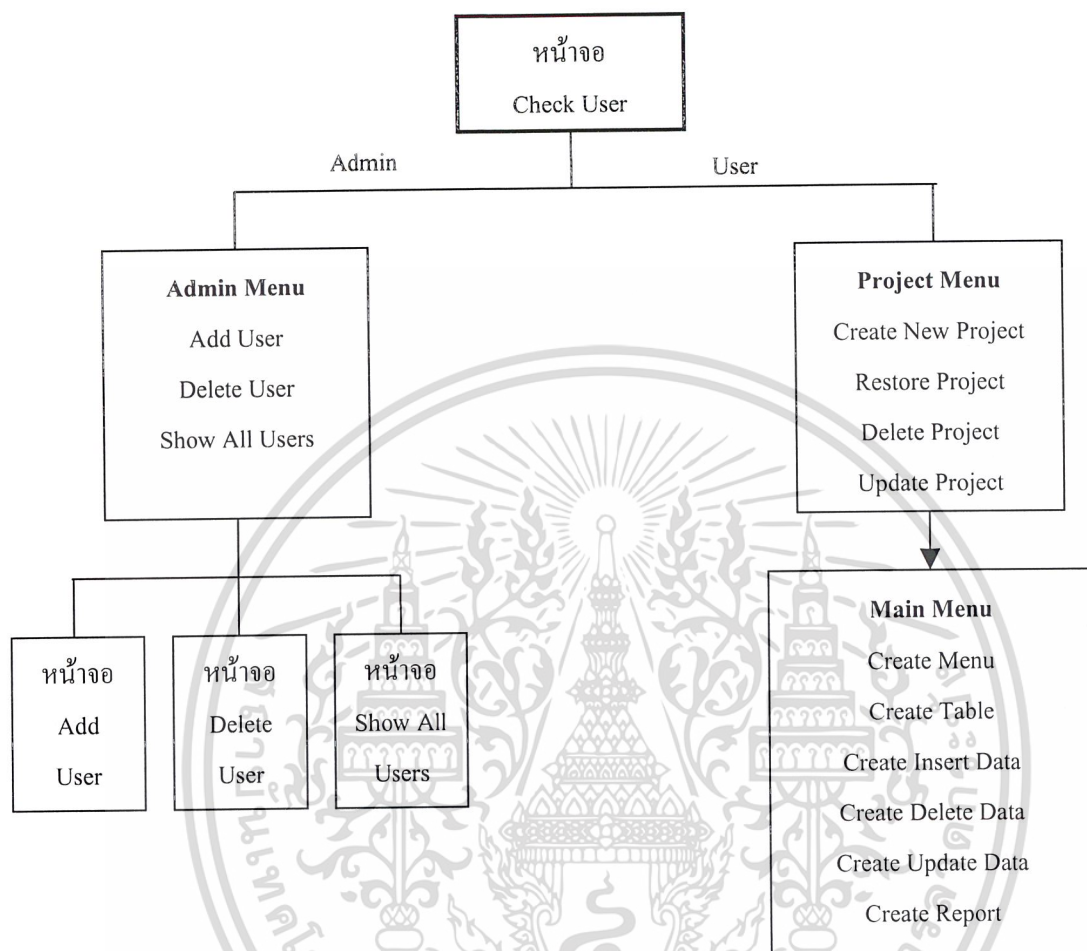 หน้าจอ
Check User
Admin
User
Admin Menu
Add User
Delete User
Show All Users
Project Menu
Create New Project
Restore Project
Delete Project
Update Project
หน้าจอ
Add
User
หน้าจอ
Delete
User
หน้าจอ
Show All
Users
Main Menu
Create Menu
Create Table
Create Insert Data
Create Delete Data
Create Update Data
Create Report